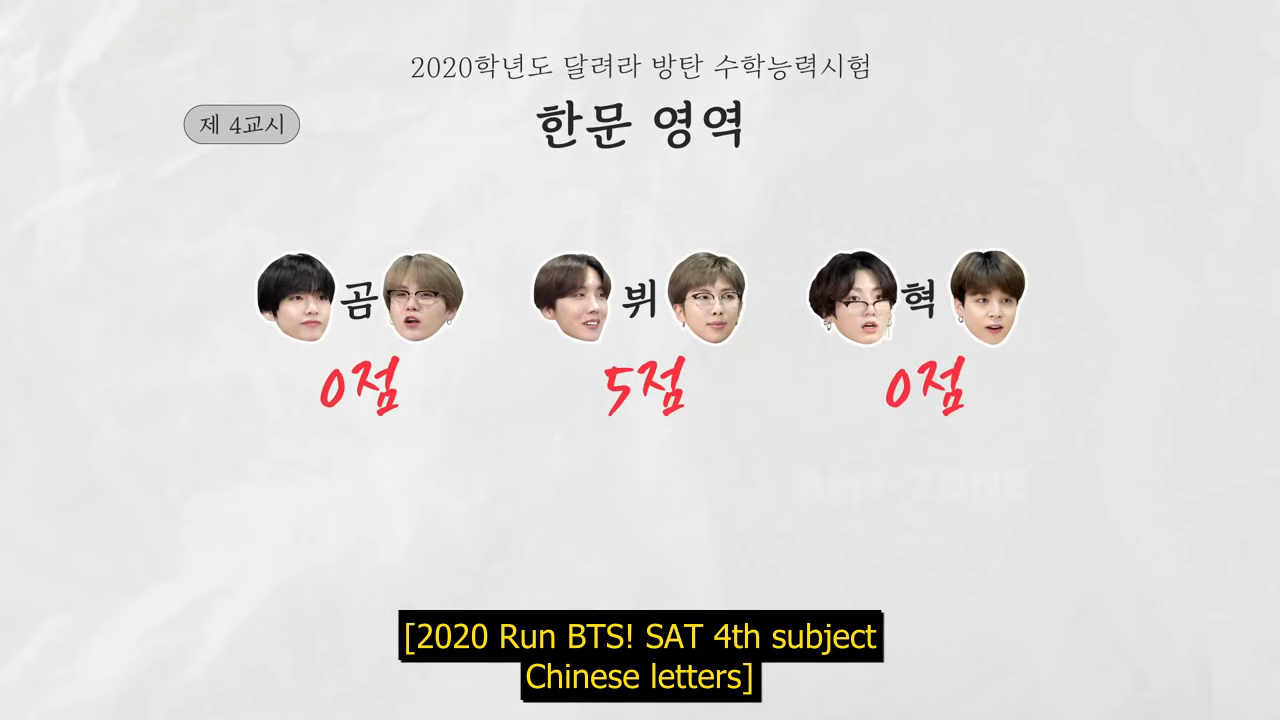 2020학년도 달려라 방탄 수학능력시험
제 4교시
한문 영역
곰
뷔
혁
0점
5점
0점
[2020 Run BTS! SAT 4th subject
Chinese letters]